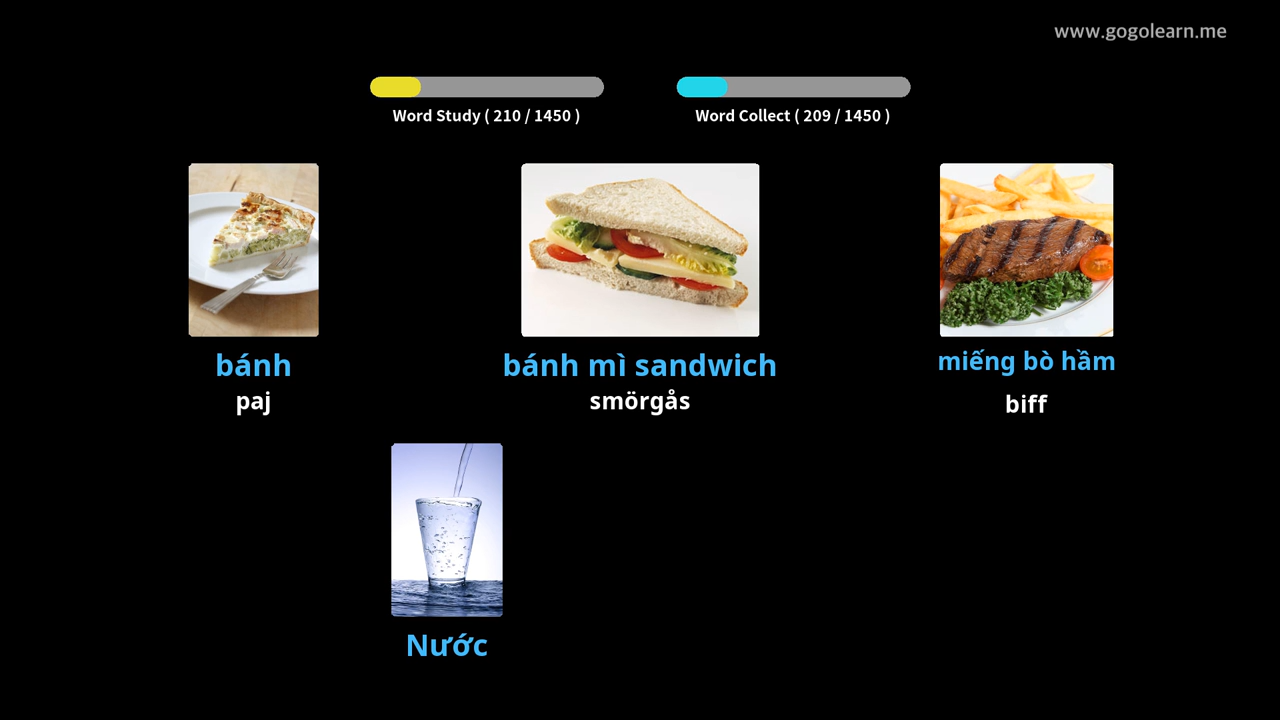 www.gogolearn.me
Word Study ( 210 / 1450 )
Word Collect ( 209 / 1450 )
bánh
paj
bánh mì sandwich
smörgås
miếng bò hầm
biff
Nước